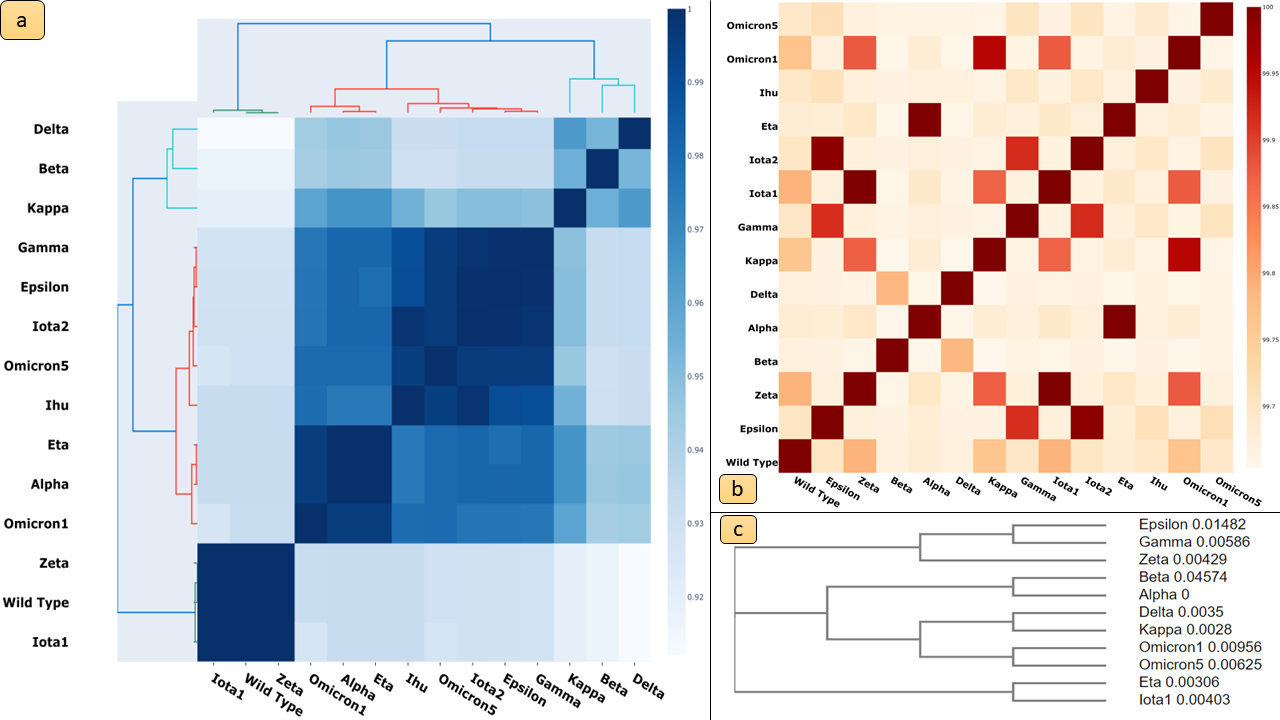 a
1
0.99
0.98
0.97
0.96
0.95
0.94
0.93
0.92
Delta
Beta
Kappa
Gamma
Epsilon
Iota2
Omicron5
Ihu
Eta
Alpha
Omicron1
Zeta
Wild Type
Iota1
Iota1
Wild Type
Zeta
Omicron1
Alpha
Eta
Ihu
Omicron5
Iota2
Epsilon
Gamma
Kappa
Beta
Delta
Omicron5
Omicron1
Ihu
Eta
Iota2
Iota1
Gamma
Kappa
Delta
Alpha
Beta
Zeta
Epsilon
Wild Type
100
99.95
99.9
99.85
99.8
99.75
99.7
b
Wild Type
Epsilon
Zeta
Beta
Alpha
Delta
Kappa
Gamma
Iota1
Iota2
Eta
Ihu
Omicron1
Omicron5
c
Epsilon 0.01482
Gamma 0.00586
Zeta 0.00429
Beta 0.04574
Alpha 0
Delta 0.0035
Kappa 0.0028
Omicron1 0.00956
Omicron5 0.00625
Eta 0.00306
Iota1 0.00403